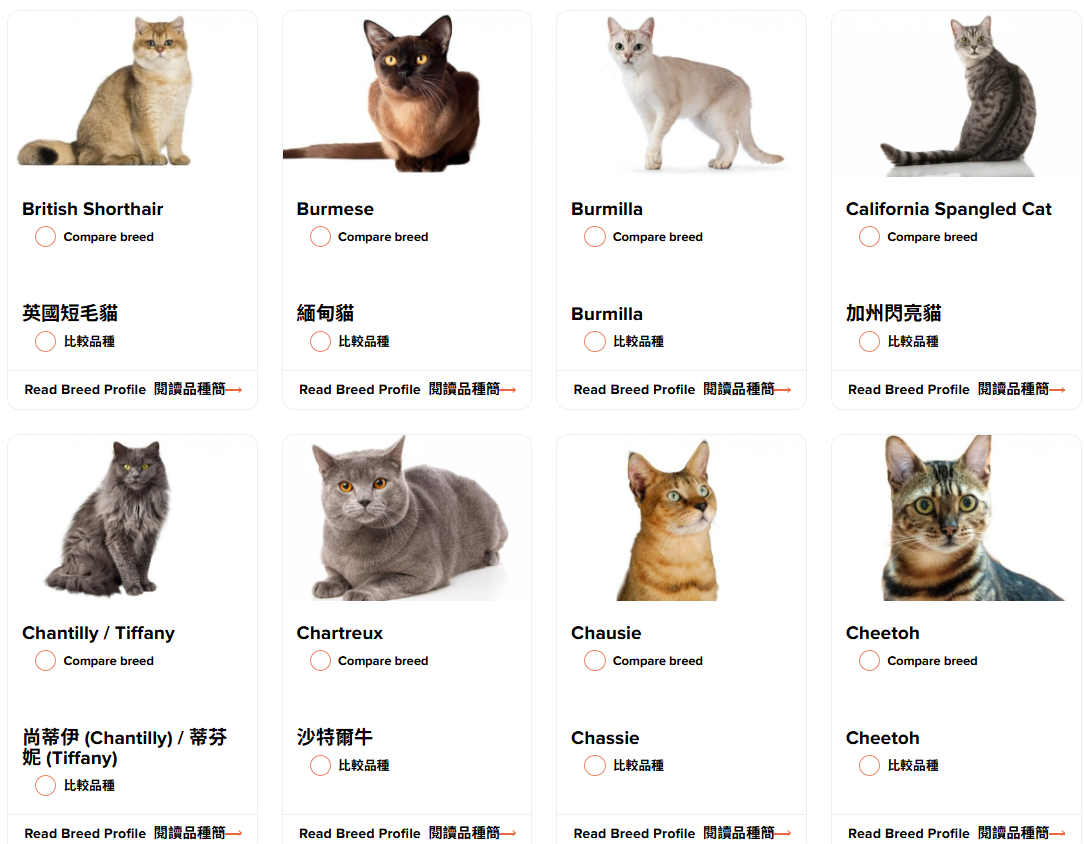 British Shorthair
Compare breed
英國短毛貓
比較品種
Read Breed Profile 閱讀品種簡
Burmese
Compare breed
緬甸貓
比較品種
Read Breed Profile 閱讀品種簡
Burmilla
Compare breed
Burmilla
比較品種
Read Breed Profile 閱讀品種簡
California Spangled Cat
Compare breed
加州閃亮貓
比較品種
Read Breed Profile 閱讀品種簡
Chantilly / Tiffany
Compare breed
尚蒂伊 (Chantilly) / 蒂芬
妮 (Tiffany)
比較品種
Read Breed Profile 閱讀品種簡
Chartreux
Compare breed
沙特爾牛
比較品種
Read Breed Profile 閱讀品種簡
Chausie
Compare breed
Chassie
比較品種
Read Breed Profile 閱讀品種簡
Cheetoh
Compare breed
Cheetoh
比較品種
Read Breed Profile 閱讀品種簡